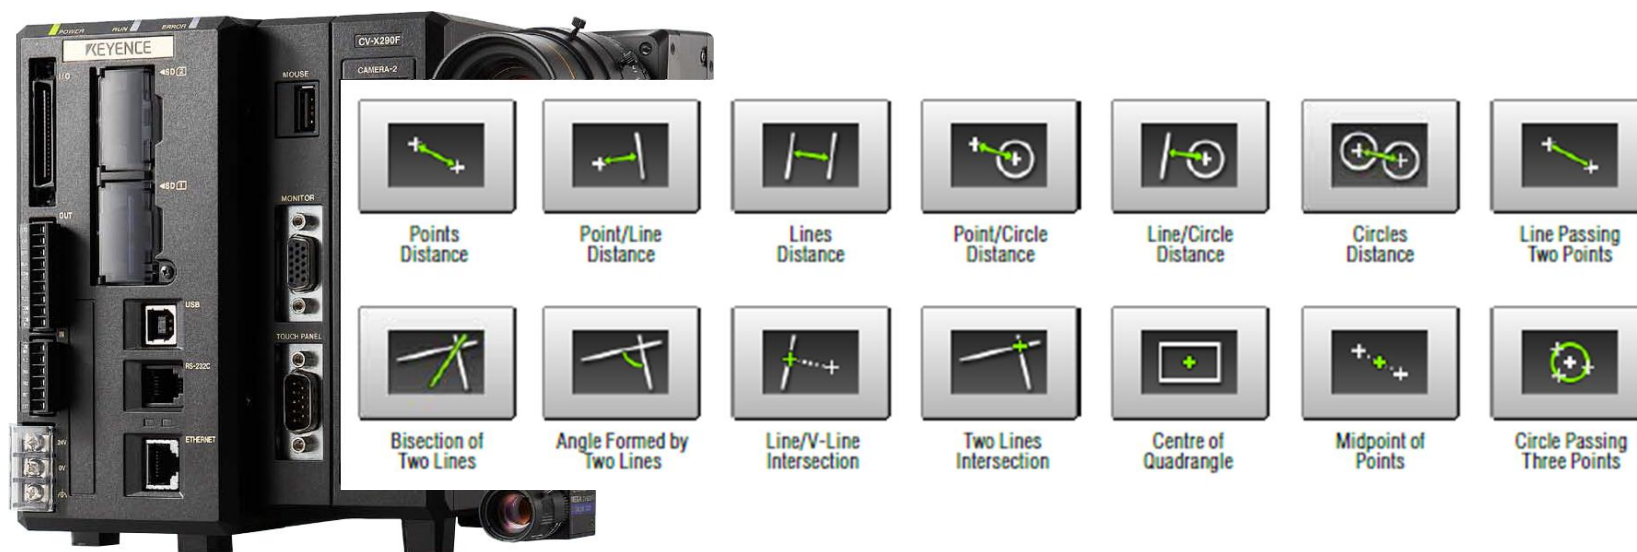 POWER
RUN
ERROR
KEYENCE
I/O
◄SD2
MOUSE
CV-X290F
CAMERA-2
◄SD1
OUT
MONITOR
USB
IN
TOUCH PANEL
RS-232C
ETHERNET
24V
0V
Points
Distance
Point/Line
Distance
Lines
Distance
Point/Circle
Distance
Line/Circle
Distance
Circles
Distance
Line Passing
Two Points
Bisection of
Two Lines
Angle Formed by
Two Lines
Line/V-Line
Intersection
Two Lines
Intersection
Centre of
Quadrangle
Midpoint of
Points
Circle Passing
Three Points